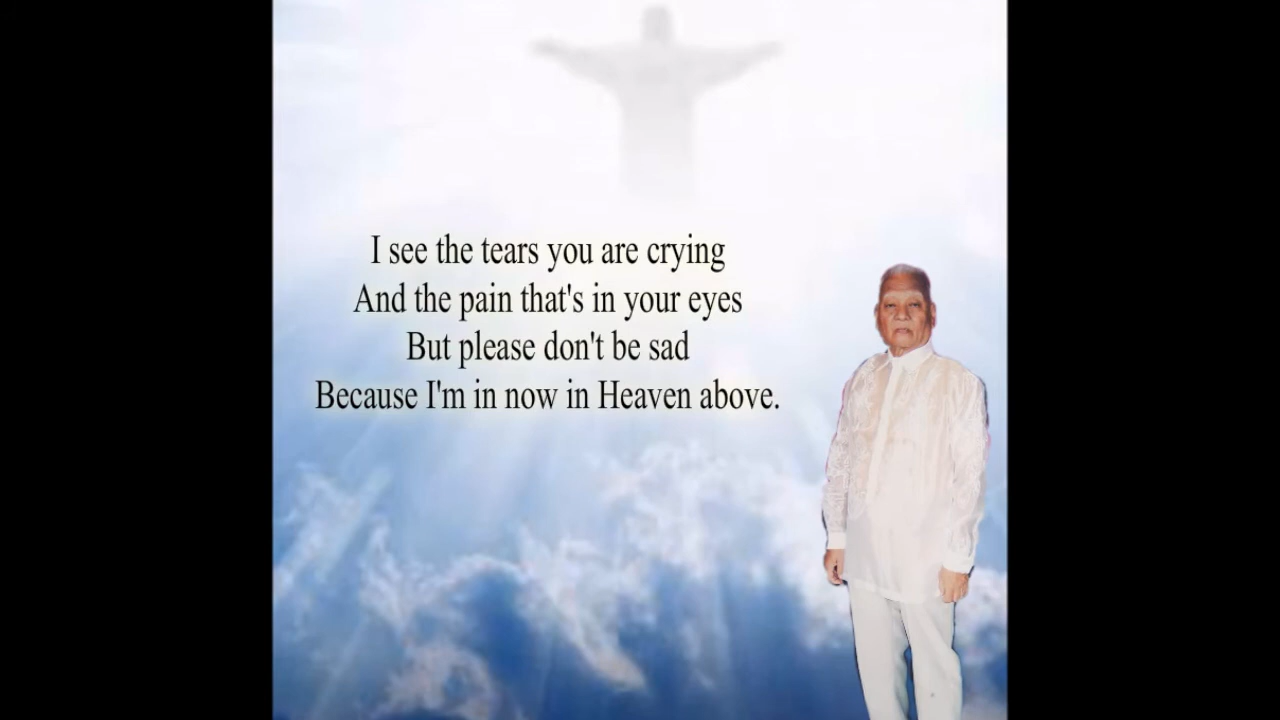 I see the tears you are crying
And the pain that's in your eyes
But please don't be sad
Because I'm in now in Heaven above.